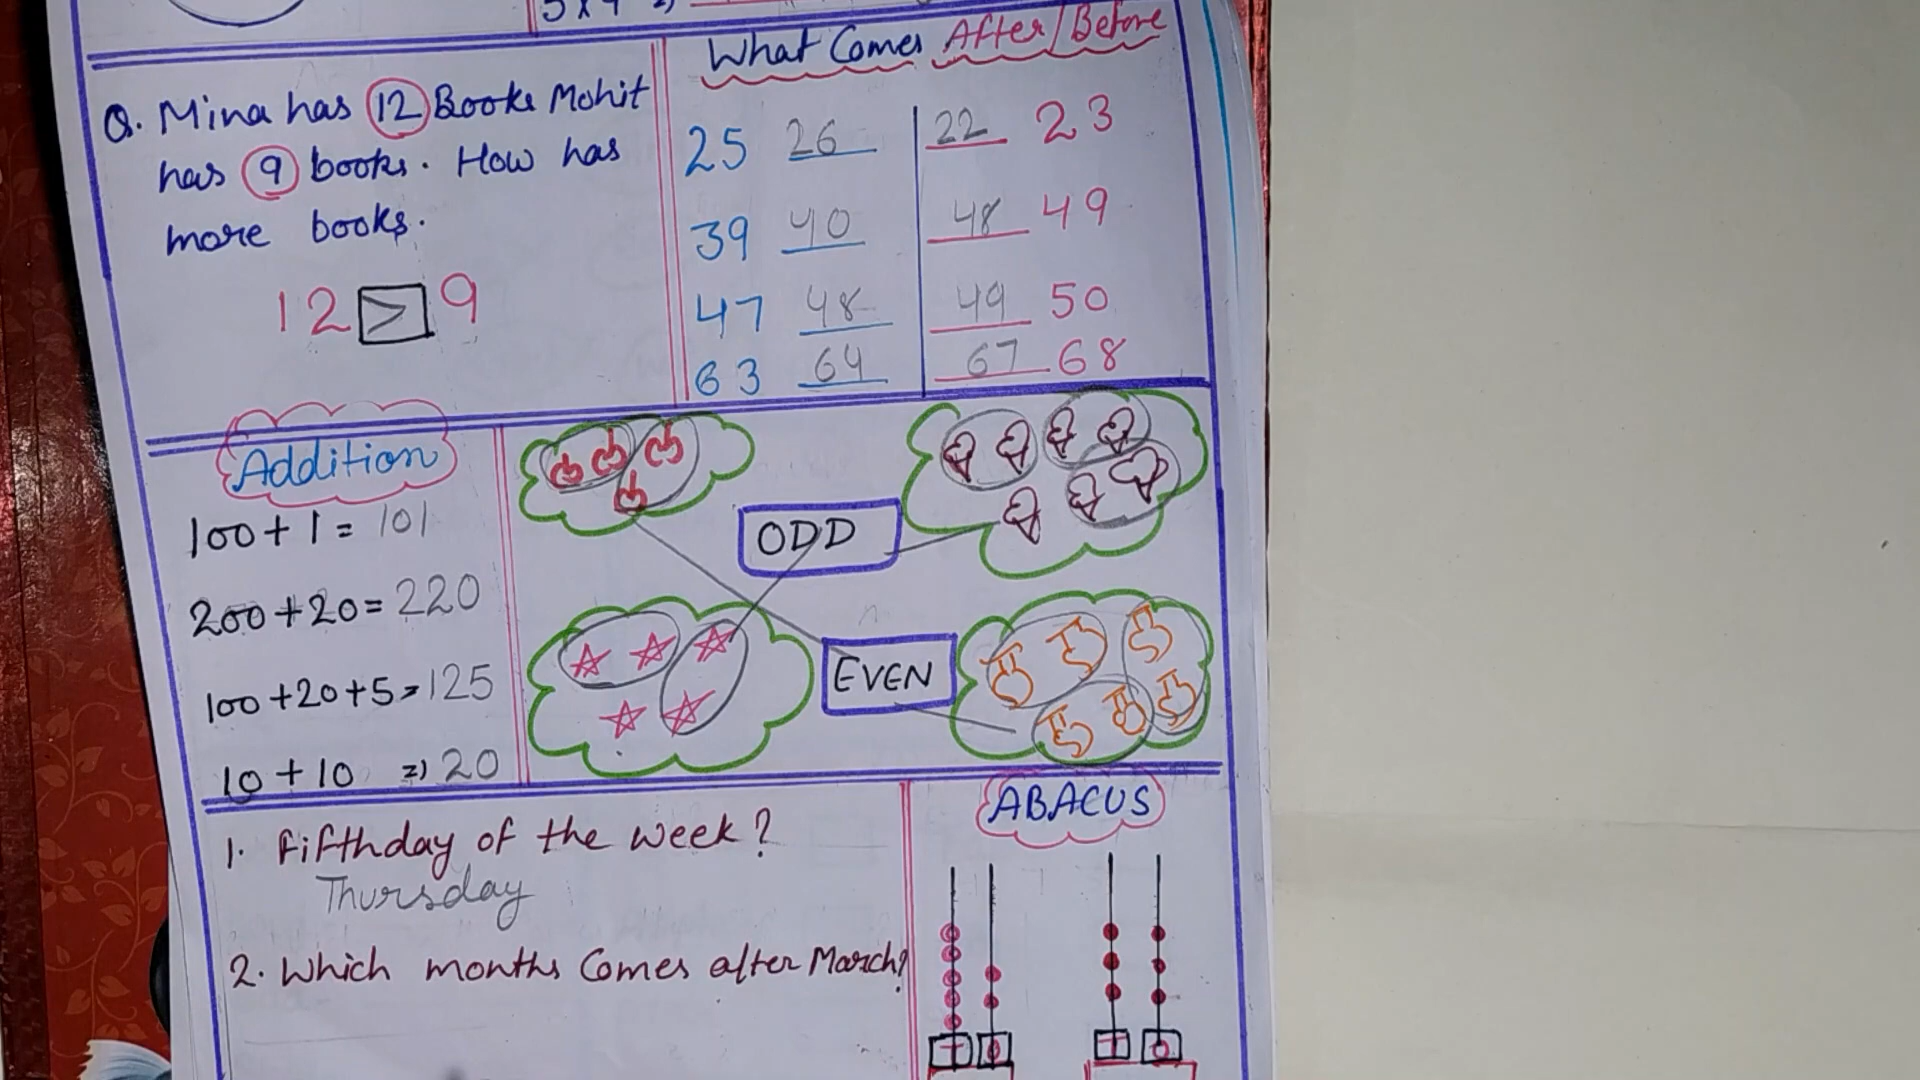 Q. Mina has 12 Books Mohit
has 9 books. How has
more books.
12 > 9
What Comes After/Before
25 26
39 40
47 48
63 64
22 23
48 49
49 50
67 68
Addition
100 + 1 = 101
200 + 20 = 220
100 + 20 + 5 = 125
10 + 10 => 20
ODD
EVEN
1. fifthday of the week?
Thursday
2. Which months Comes after March?
ABACUS
T O
T O